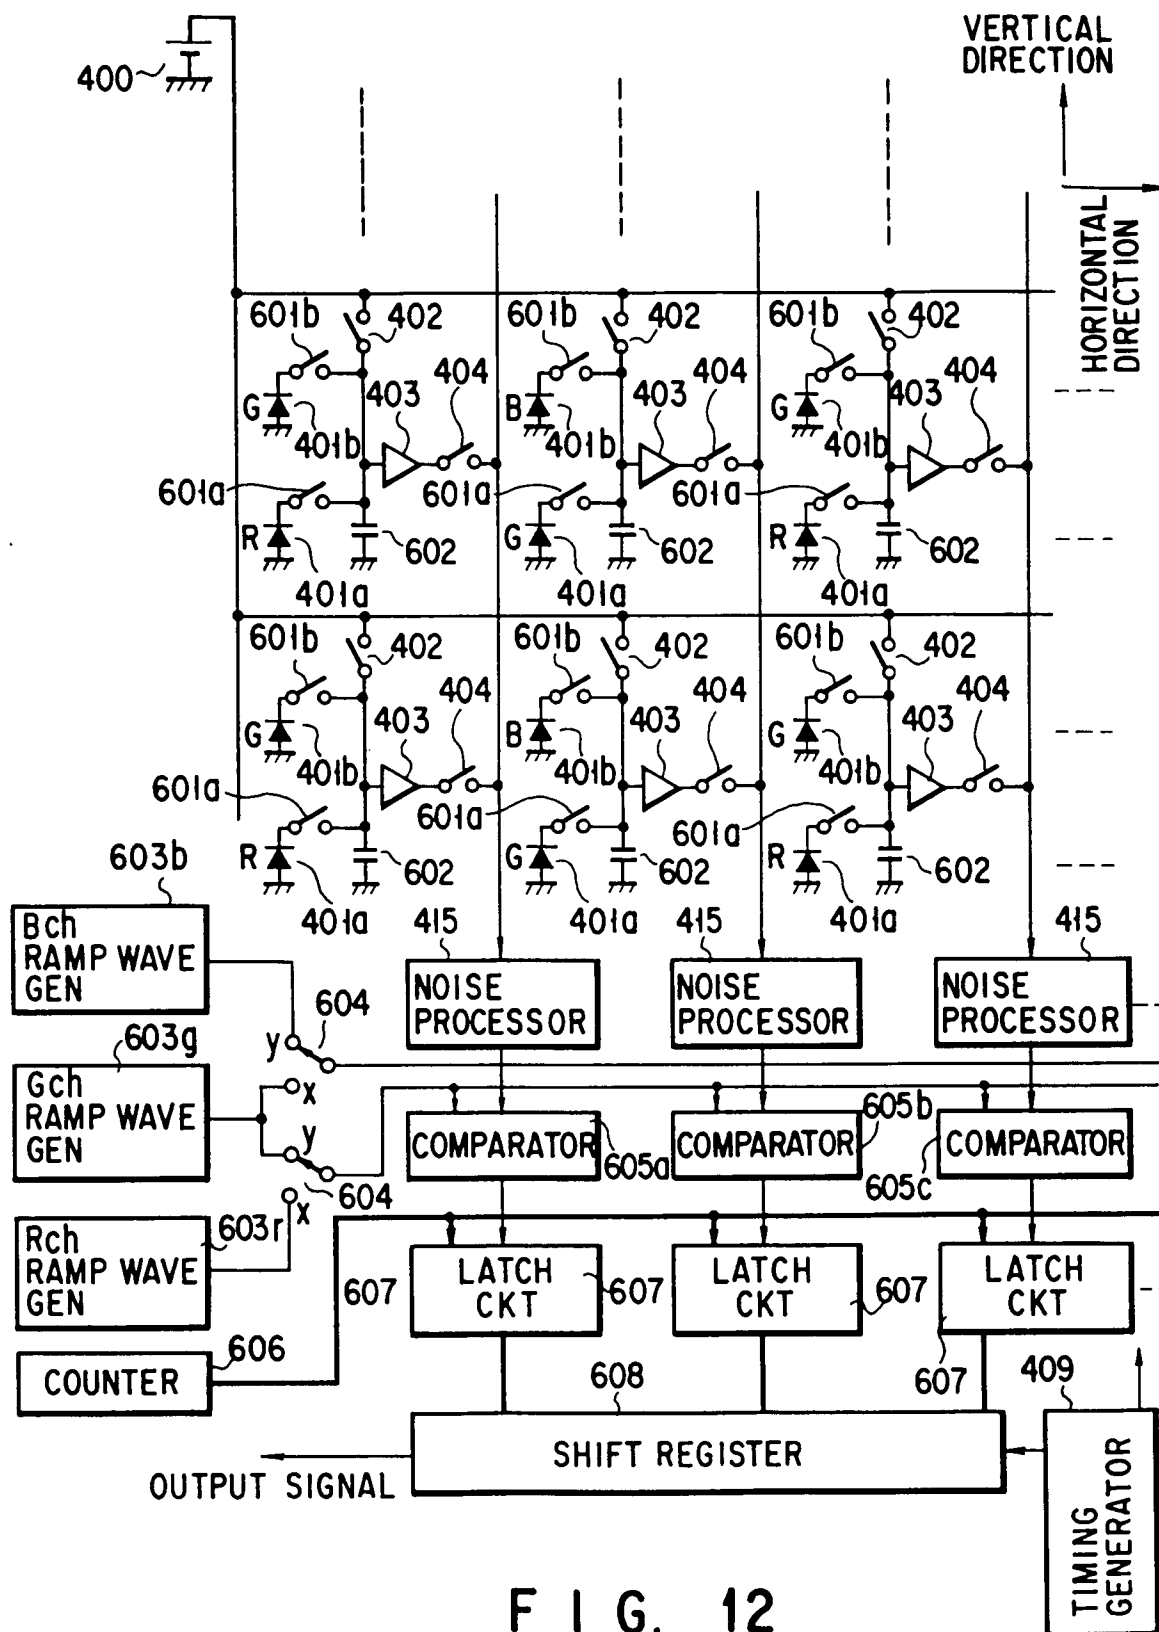 400
VERTICAL
DIRECTION
HORIZONTAL
DIRECTION
601b
402
601b
402
601b
402
403
404
403
404
403
404
G
401b
B
401b
G
401b
601a
601a
601a
R
602
G
602
R
602
401a
401a
401a
601b
402
601b
402
601b
402
403
404
403
404
403
404
G
401b
B
401b
G
401b
601a
601a
601a
R
602
G
602
R
602
401a
401a
401a
603b
Bch
RAMP WAVE
GEN
415
415
415
NOISE
PROCESSOR
NOISE
PROCESSOR
NOISE
PROCESSOR
604
y
x
603g
Gch
RAMP WAVE
GEN
y
x
604
COMPARATOR
605a
COMPARATOR
605b
COMPARATOR
605c
603r
Rch
RAMP WAVE
GEN
607
LATCH
CKT
607
LATCH
CKT
607
LATCH
CKT
607
606
COUNTER
608
409
SHIFT REGISTER
OUTPUT SIGNAL
TIMING
GENERATOR
FIG. 12